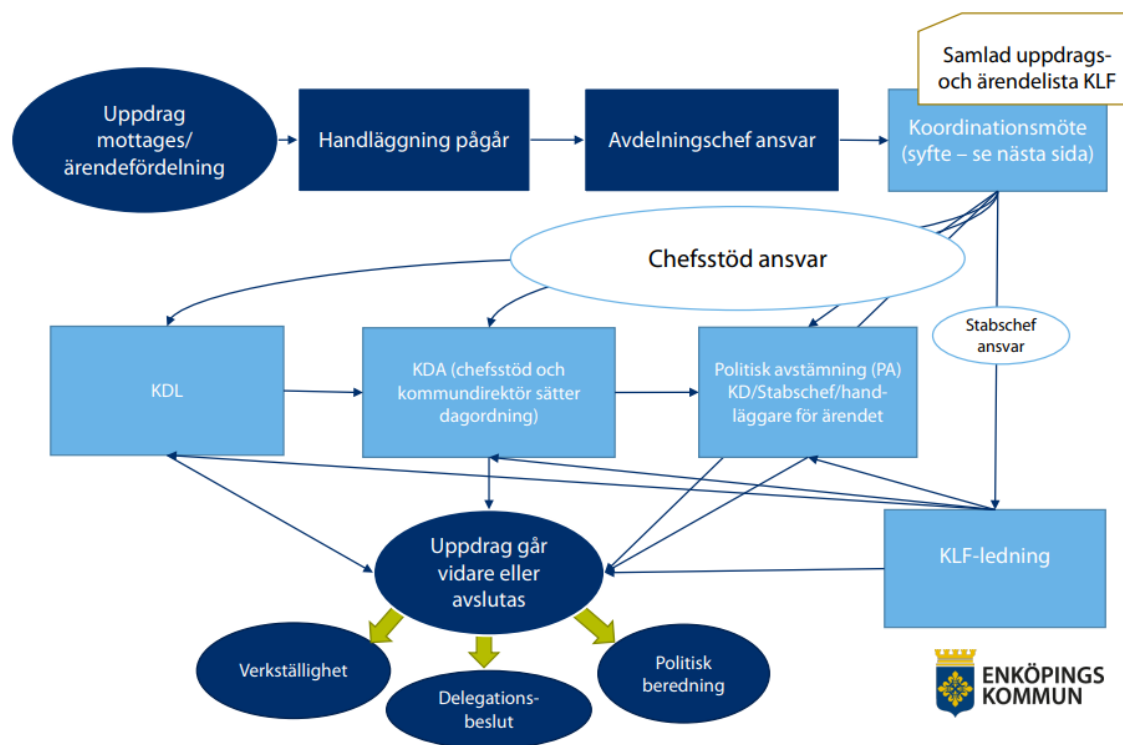 Samlad uppdrags-
och ärendelista KLF
Uppdrag
mottages/
ärendefördelning
Handläggning pågår
Avdelningschef ansvar
Koordinationsmöte
(syfte – se nästa sida)
Chefsstöd ansvar
Stabschef
ansvar
KDL
KDA (chefsstöd och
kommundirektör sätter
dagordning)
Politisk avstämning (PA)
KD/Stabschef/hand-
läggare för ärendet
Uppdrag går
vidare eller
avslutas
KLF-ledning
Verkställighet
Delegations-
beslut
Politisk
beredning
ENKÖPINGS
KOMMUN